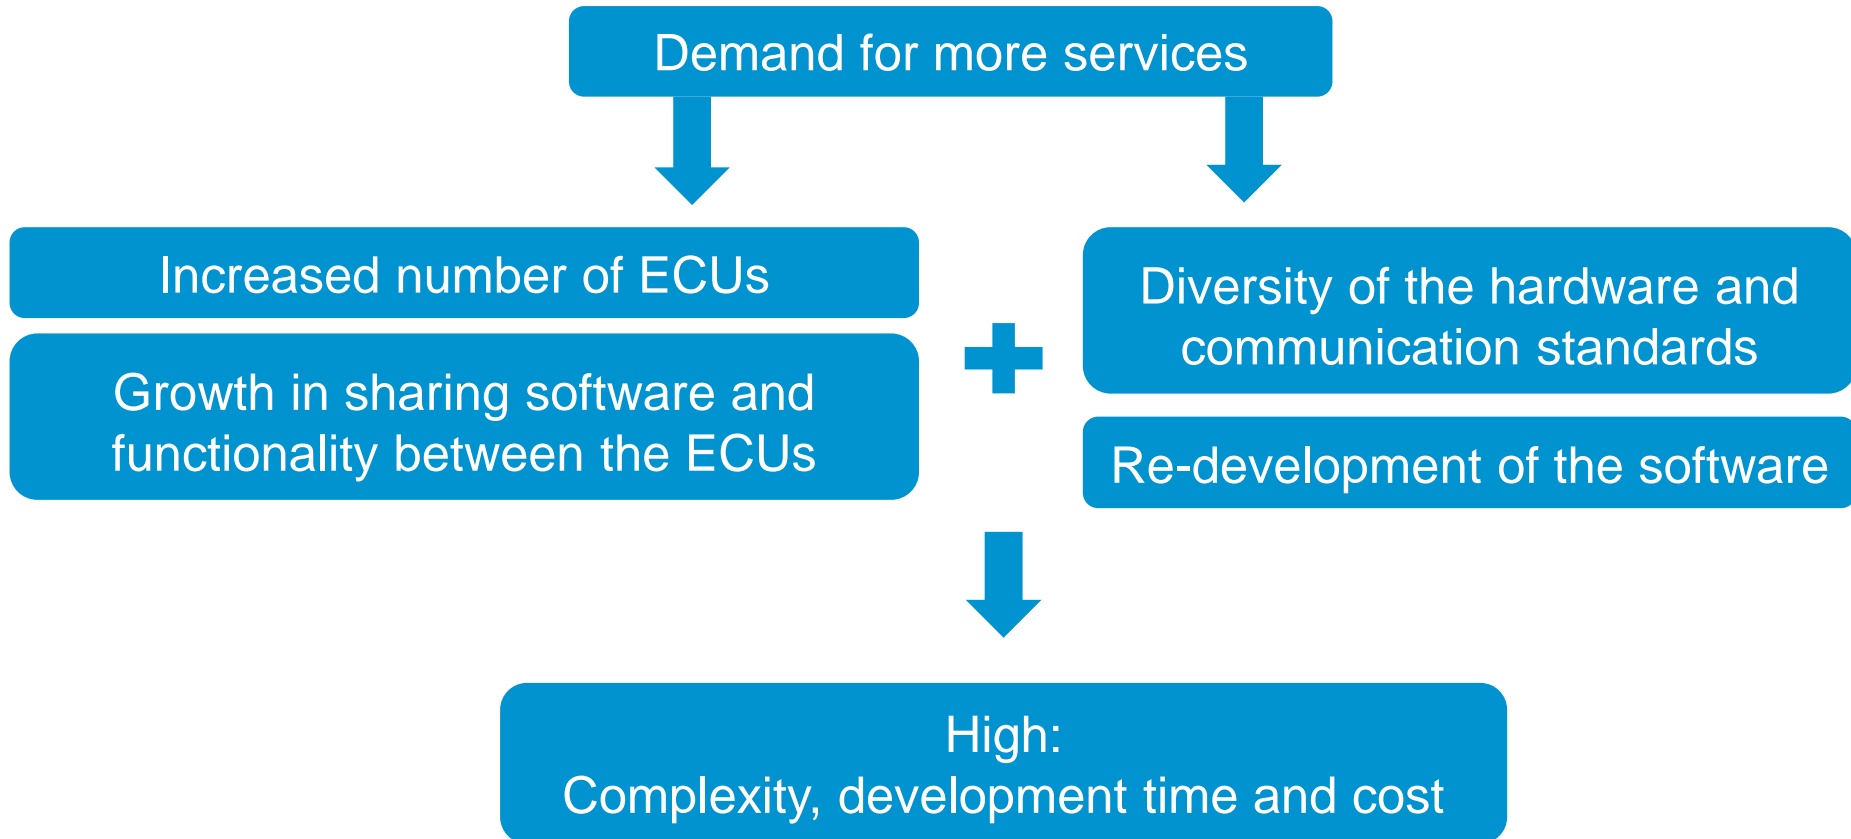 Demand for more services
Increased number of ECUs
Growth in sharing software and
functionality between the ECUs
Diversity of the hardware and
communication standards
Re-development of the software
High:
Complexity, development time and cost